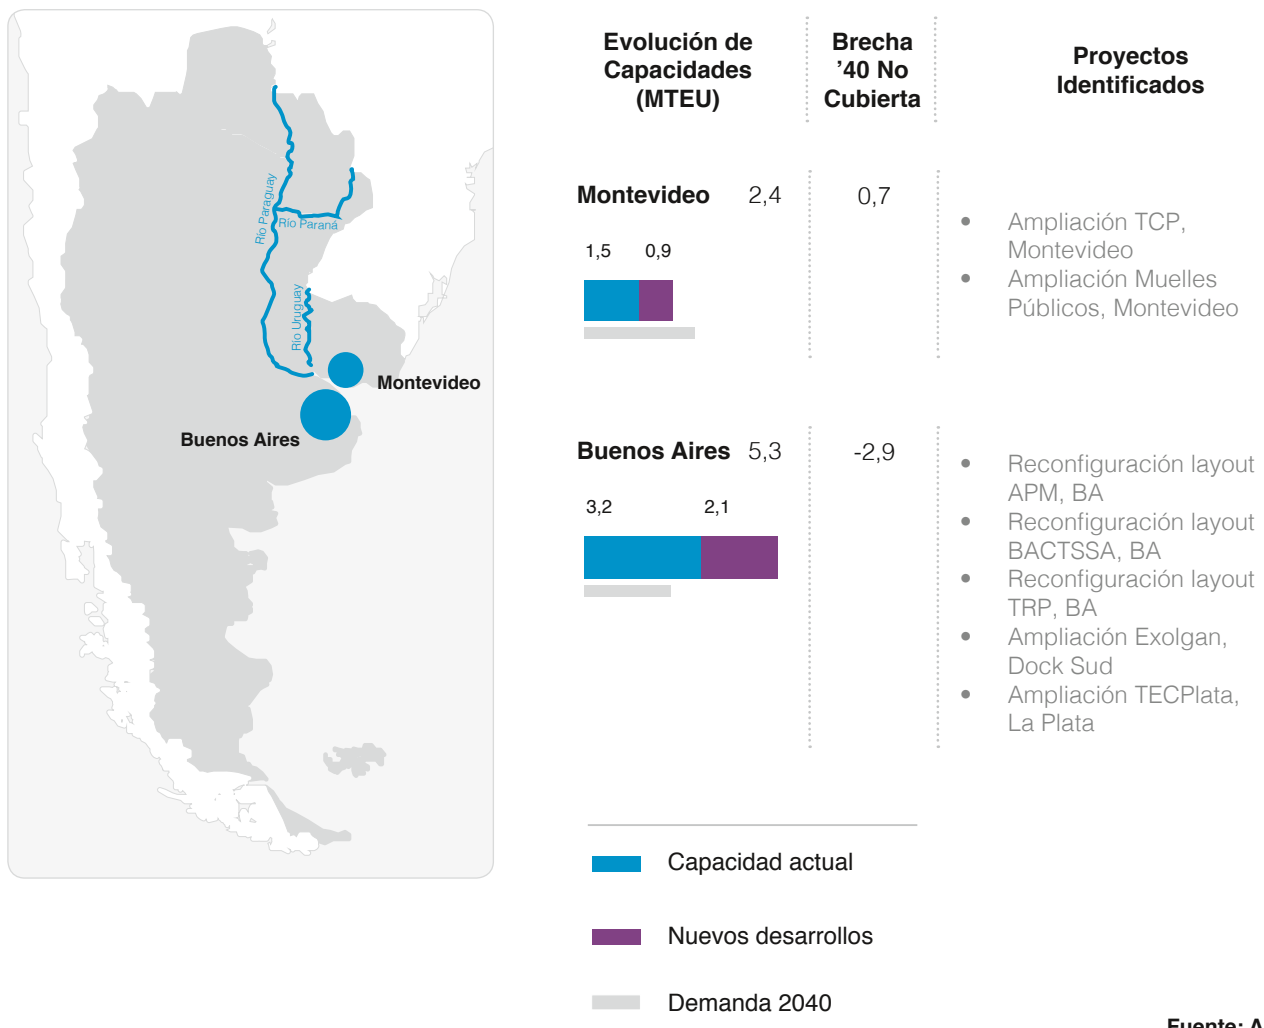 Río Paraguay
Río Paraná
Río Uruguay
Montevideo
Buenos Aires
Evolución de
Capacidades
(MTEU)
Brecha
’40 No
Cubierta
Proyectos
Identificados
Montevideo 2,4
0,7
1,5 0,9
• Ampliación TCP,
Montevideo
• Ampliación Muelles
Públicos, Montevideo
Buenos Aires 5,3
-2,9
3,2 2,1
• Reconfiguración layout
APM, BA
• Reconfiguración layout
BACTSSA, BA
• Reconfiguración layout
TRP, BA
• Ampliación Exolgan,
Dock Sud
• Ampliación TECPlata,
La Plata
Capacidad actual
Nuevos desarrollos
Demanda 2040
Fuente: A